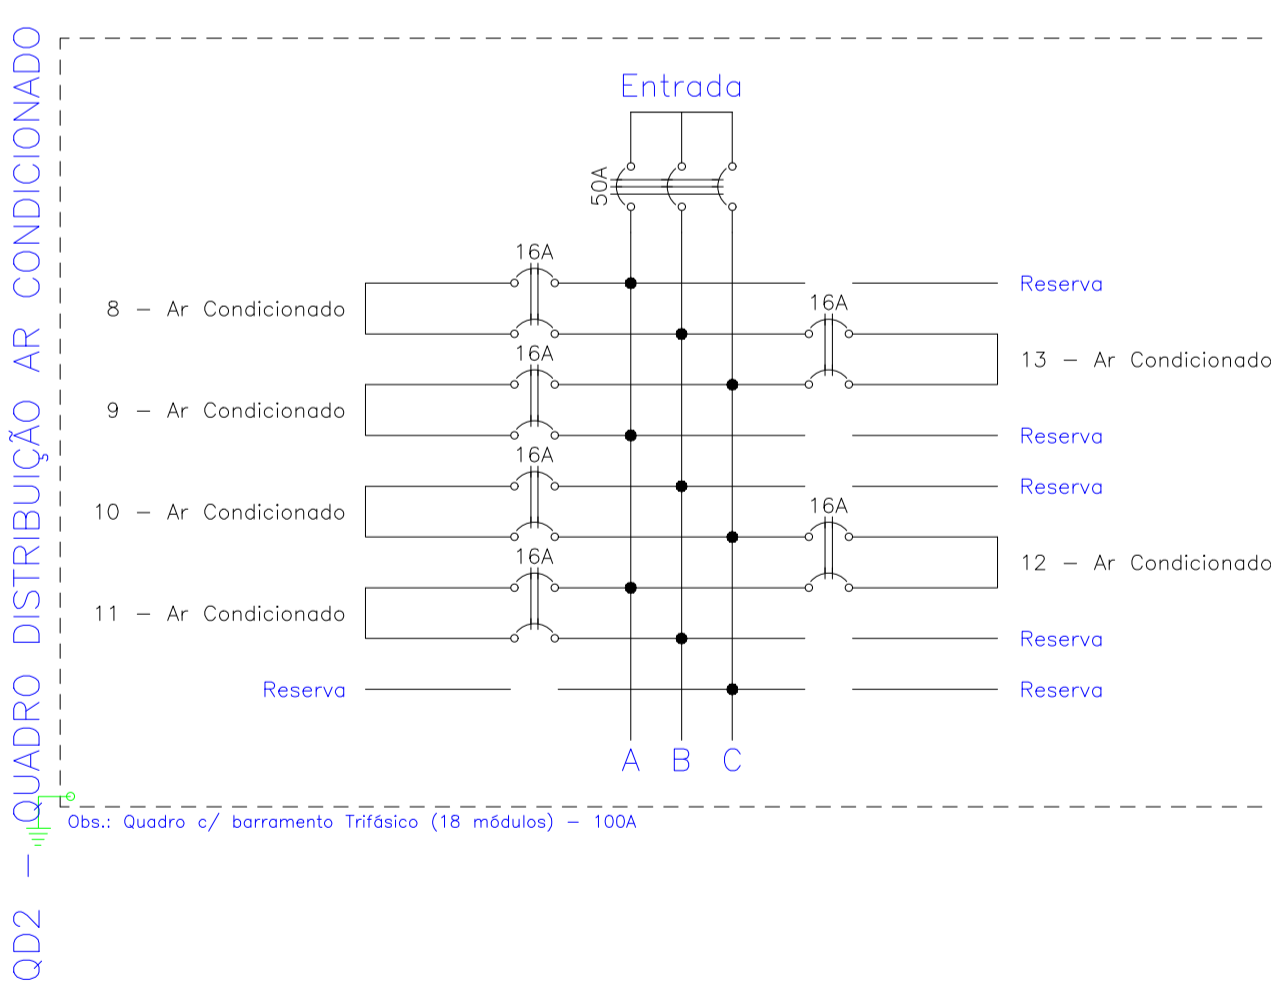 QD2 – QUADRO DISTRIBUIÇÃO AR CONDICIONADO
Entrada
50A
16A
Reserva
8 – Ar Condicionado
16A
16A
13 – Ar Condicionado
9 – Ar Condicionado
Reserva
16A
Reserva
16A
10 – Ar Condicionado
16A
12 – Ar Condicionado
11 – Ar Condicionado
Reserva
Reserva
Reserva
A B C
Obs.: Quadro c/ barramento Trifásico (18 módulos) – 100A